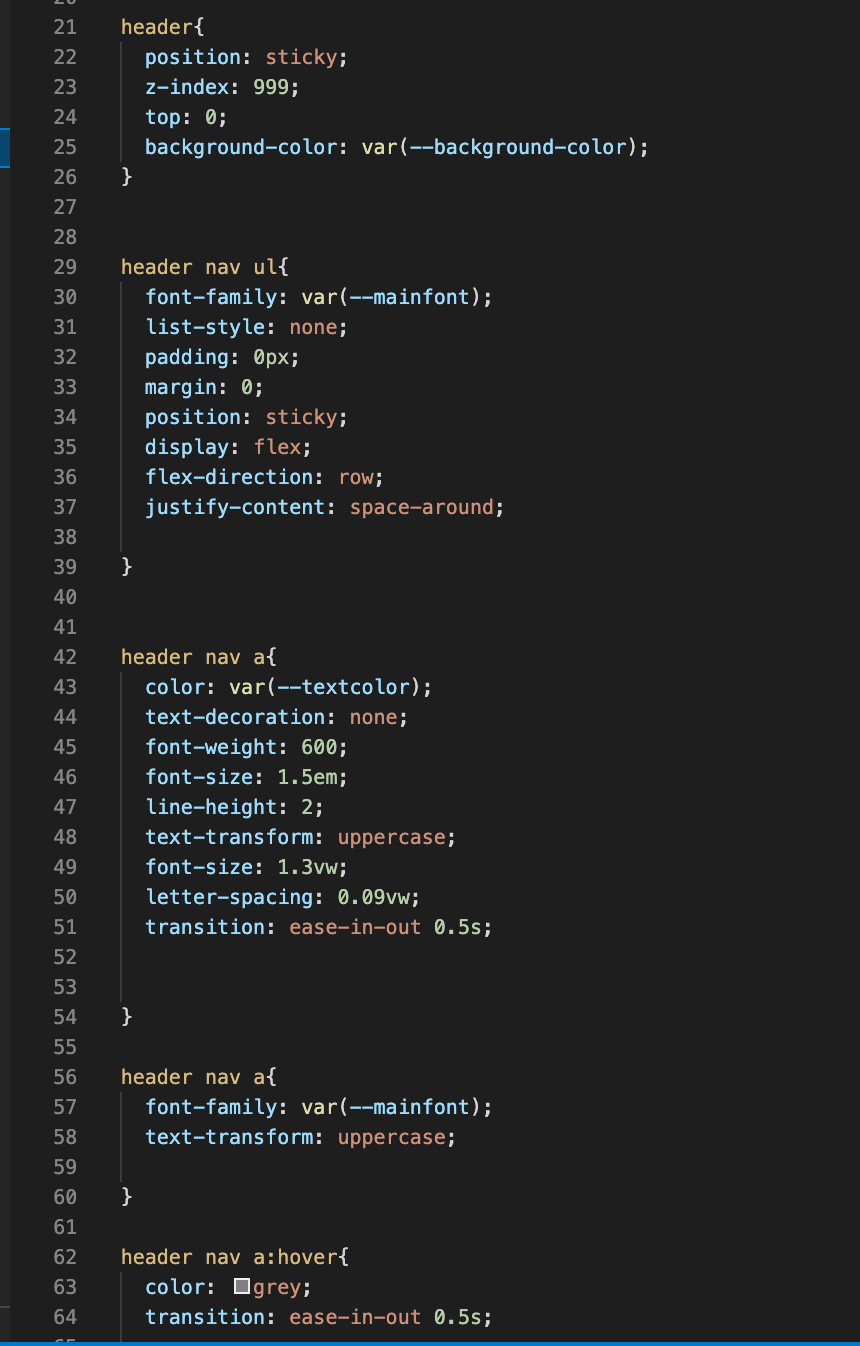 21 header{
22 position: sticky;
23 z-index: 999;
24 top: 0;
25 background-color: var(--background-color);
26 }
27
28
29 header nav ul{
30 font-family: var(--mainfont);
31 list-style: none;
32 padding: 0px;
33 margin: 0;
34 position: sticky;
35 display: flex;
36 flex-direction: row;
37 justify-content: space-around;
38
39 }
40
41
42 header nav a{
43 color: var(--textcolor);
44 text-decoration: none;
45 font-weight: 600;
46 font-size: 1.5em;
47 line-height: 2;
48 text-transform: uppercase;
49 font-size: 1.3vw;
50 letter-spacing: 0.09vw;
51 transition: ease-in-out 0.5s;
52
53
54 }
55
56 header nav a{
57 font-family: var(--mainfont);
58 text-transform: uppercase;
59
60 }
61
62 header nav a:hover{
63 color: grey;
64 transition: ease-in-out 0.5s;